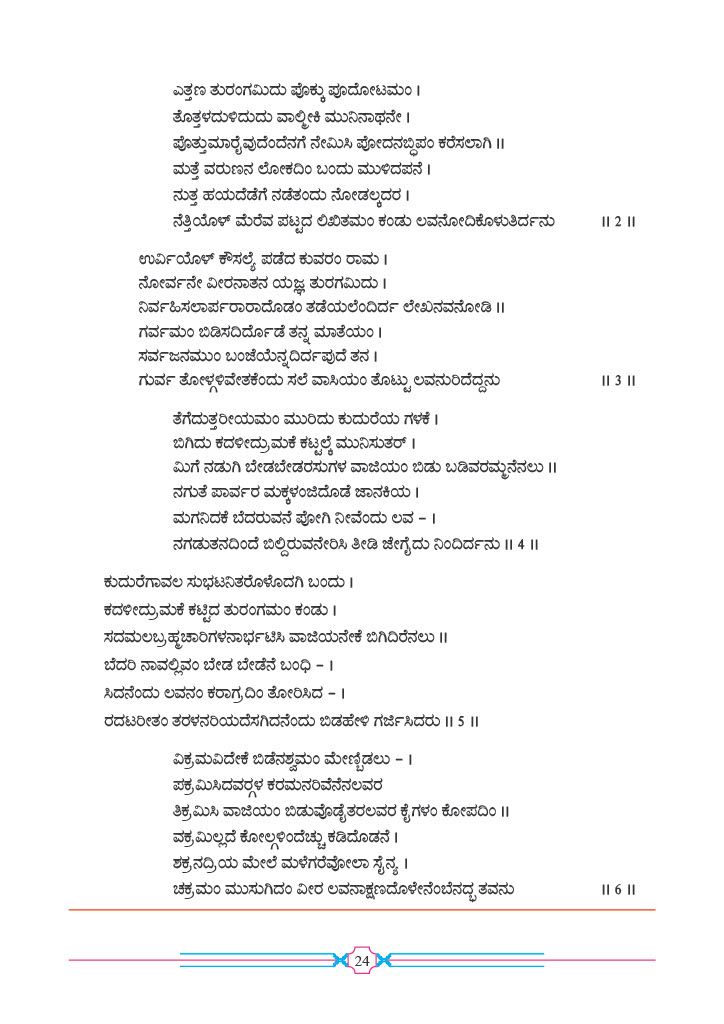 ಎತ್ತಣ ತುರಂಗಮಿದು ಪೊಕ್ಕು ಪೂದೋಟಮಂ ।
ತೊತ್ತಳದುಳಿದುದು ವಾಲ್ಮೀಕಿ ಮುನಿನಾಥನೇ ।
ಪೊತ್ತುಮಾರೈವುದೆಂದೆನಗೆ ನೇಮಿಸಿ ಪೋದನಬ್ಧಿಪಂ ಕರೆಸಲಾಗಿ ॥
ಮತ್ತೆ ವರುಣನ ಲೋಕದಿಂ ಬಂದು ಮುಳಿದಪನೆ ।
ನುತ್ತ ಹಯದೆಡೆಗೆ ನಡೆತಂದು ನೋಡಲ್ಕದರ ।
ನೆತ್ತಿಯೊಳ್ ಮೆರೆವ ಪಟ್ಟದ ಲಿಖಿತಮಂ ಕಂಡು ಲವನೋದಿಕೊಳುತಿರ್ದನು ॥ 2 ॥
ಉರ್ವಿಯೊಳ್ ಕೌಸಲ್ಯೆ ಪಡೆದ ಕುವರಂ ರಾಮ ।
ನೋರ್ವನೇ ವೀರನಾತನ ಯಜ್ಞ ತುರಗಮಿದು ।
ನಿರ್ವಹಿಸಲಾರ್ಪರಾರಾದೊಡಂ ತಡೆಯಲೆಂದಿರ್ದ ಲೇಖನವನೋಡಿ ॥
ಗರ್ವಮಂ ಬಿಡಿಸದಿರ್ದೊಡೆ ತನ್ನ ಮಾತೆಯಂ ।
ಸರ್ವಜನಮುಂ ಬಂಜೆಯೆನ್ನದಿರ್ದಪುದೆ ತನ ।
ಗುರ್ವ ತೋಳ್ಗಳಿವೇತಕೆಂದು ಸಲೆ ವಾಸಿಯಂ ತೊಟ್ಟು ಲವನುರಿದೆದ್ದನು ॥ 3 ॥
ತೆಗೆದುತ್ತರೀಯಮಂ ಮುರಿದು ಕುದುರೆಯ ಗಳಕೆ ।
ಬಿಗಿದು ಕದಳೀದ್ರುಮಕೆ ಕಟ್ಟಲ್ಕೆ ಮುನಿಸುತರ್ ।
ಮಿಗೆ ನಡುಗಿ ಬೇಡಬೇಡರಸುಗಳ ವಾಜಿಯಂ ಬಿಡು ಬಡಿವರಮ್ಮನೆನಲು ॥
ನಗುತೆ ಪಾರ್ವರ ಮಕ್ಕಳಂಜಿದೊಡೆ ಜಾನಕಿಯ ।
ಮಗನಿದಕೆ ಬೆದರುವನೆ ಪೋಗಿ ನೀವೆಂದು ಲವ – ।
ನಗಡುತನದಿಂದೆ ಬಿಲ್ದಿರುವನೇರಿಸಿ ತೀಡಿ ಜೇಗೈದು ನಿಂದಿರ್ದನು ॥ 4 ॥
ಕುದುರೆಗಾವಲ ಸುಭಟನಿತರೊಳೊದಗಿ ಬಂದು ।
ಕದಳೀದ್ರುಮಕೆ ಕಟ್ಟಿದ ತುರಂಗಮಂ ಕಂಡು ।
ಸದಮಲಬ್ರಹ್ಮಚಾರಿಗಳನಾರ್ಭಟಿಸಿ ವಾಜಿಯನೇಕೆ ಬಿಗಿದಿರೆನಲು ॥
ಬೆದರಿ ನಾವಲ್ಲಿವಂ ಬೇಡ ಬೇಡೆನೆ ಬಂಧಿ – ।
ಸಿದನೆಂದು ಲವನಂ ಕರಾಗ್ರದಿಂ ತೋರಿಸಿದ – ।
ರದಟರೀತಂ ತರಳನರಿಯದೆಸಗಿದನೆಂದು ಬಿಡಹೇಳಿ ಗರ್ಜಿಸಿದರು ॥ 5 ॥
ವಿಕ್ರಮವಿದೇಕೆ ಬಿಡೆನಶ್ವಮಂ ಮೇಣ್ಬಿಡಲು – ।
ಪಕ್ರಮಿಸಿದವರ‍್ಗಳ ಕರಮನರಿವೆನೆನಲವರ
ತಿಕ್ರಮಿಸಿ ವಾಜಿಯಂ ಬಿಡುವೊಡೈತರಲವರ ಕೈಗಳಂ ಕೋಪದಿಂ ॥
ವಕ್ರಮಿಲ್ಲದೆ ಕೋಲ್ಗಳಿಂದೆಚ್ಚು ಕಡಿದೊಡನೆ ।
ಶಕ್ರನದ್ರಿಯ ಮೇಲೆ ಮಳೆಗರೆವೋಲಾ ಸೈನ್ಯ ।
ಚಕ್ರಮಂ ಮುಸುಗಿದಂ ವೀರ ಲವನಾಕ್ಷಣದೊಳೇನೆಂಬೆನದ್ಭುತವನು ॥ 6 ॥
24